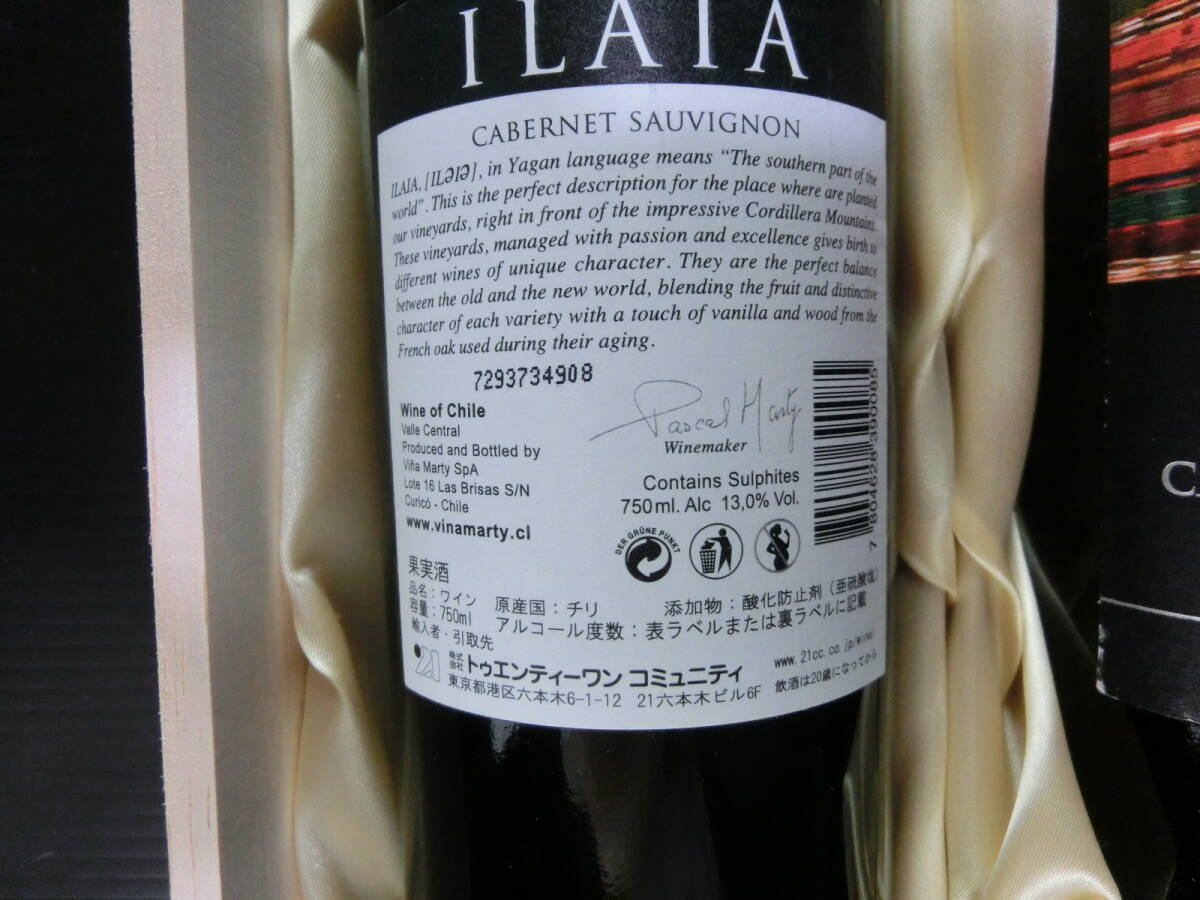 ILAIA
CABERNET SAUVIGNON
ILAIA, [ILƏIƏ], in Yagan language means “The southern part of the
world”. This is the perfect description for the place where are planted
our vineyards, right in front of the impressive Cordillera Mountains.
These vineyards, managed with passion and excellence gives birth to
different wines of unique character. They are the perfect balance
between the old and the new world, blending the fruit and distinctive
character of each variety with a touch of vanilla and wood from the
French oak used during their aging.
7293734908
Wine of Chile
Valle Central
Produced and Bottled by
Viña Marty SpA
Lote 16 Las Brisas S/N
Curicó - Chile
www.vinamarty.cl
Pascal Marty
Winemaker
Contains Sulphites
750ml. Alc 13,0% Vol.
DER GRÜNE PUNKT
7 804628 390085
果実酒
品名：ワイン 原産国：チリ 添加物：酸化防止剤（亜硫酸塩）
容量：750ml アルコール度数：表ラベルまたは裏ラベルに記載
輸入者・引取先
'21 株式会社 トゥエンティーワン コミュニティ www.21cc.co.jp/wine/
東京都港区六本木6-1-12 21六本木ビル6F 飲酒は20歳になってから
C